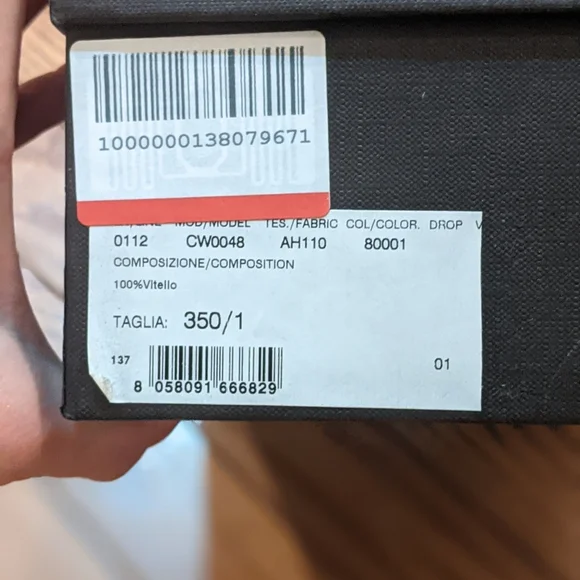 1000000138079671
MOD/MODEL TES./FABRIC COL/COLOR. DROP
0112 CW0048 AH110 80001
COMPOSIZIONE/COMPOSITION
100%Vitello
TAGLIA: 350/1
137 01
8 058091 666829